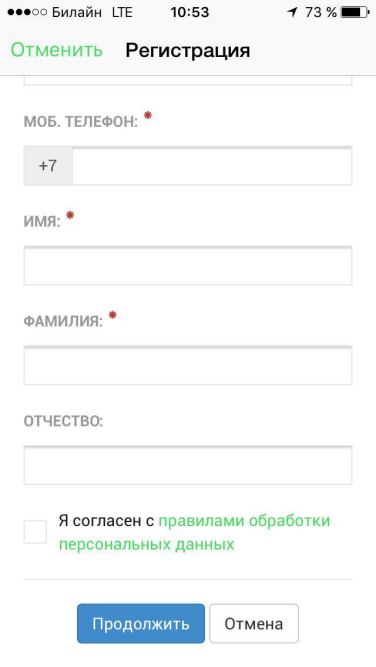 Билайн LTE 10:53 73 %
Отменить Регистрация
МОБ. ТЕЛЕФОН: *
+7
ИМЯ: *
ФАМИЛИЯ: *
ОТЧЕСТВО:
Я согласен с правилами обработки
персональных данных
Продолжить Отмена